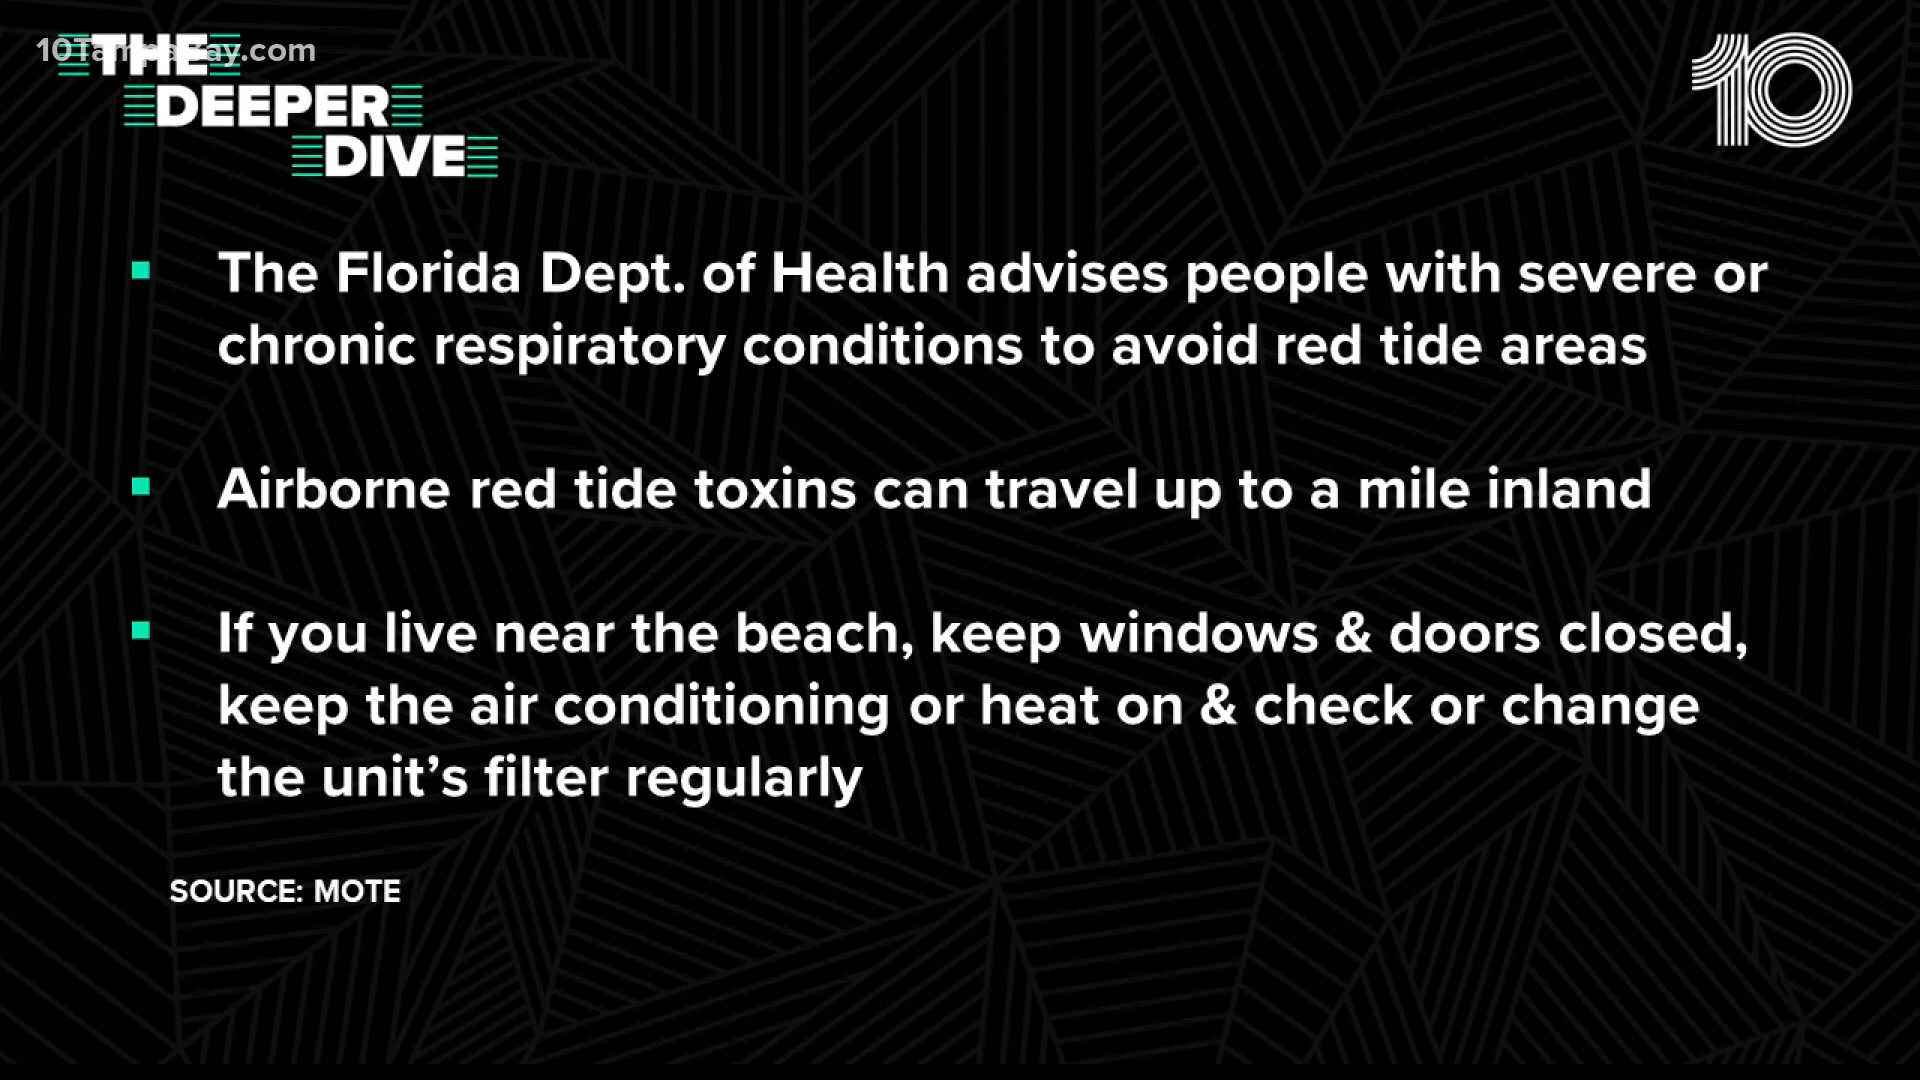 10TampaBay.com
THE
DEEPER
DIVE
10
The Florida Dept. of Health advises people with severe or
chronic respiratory conditions to avoid red tide areas
Airborne red tide toxins can travel up to a mile inland
If you live near the beach, keep windows & doors closed,
keep the air conditioning or heat on & check or change
the unit’s filter regularly
SOURCE: MOTE